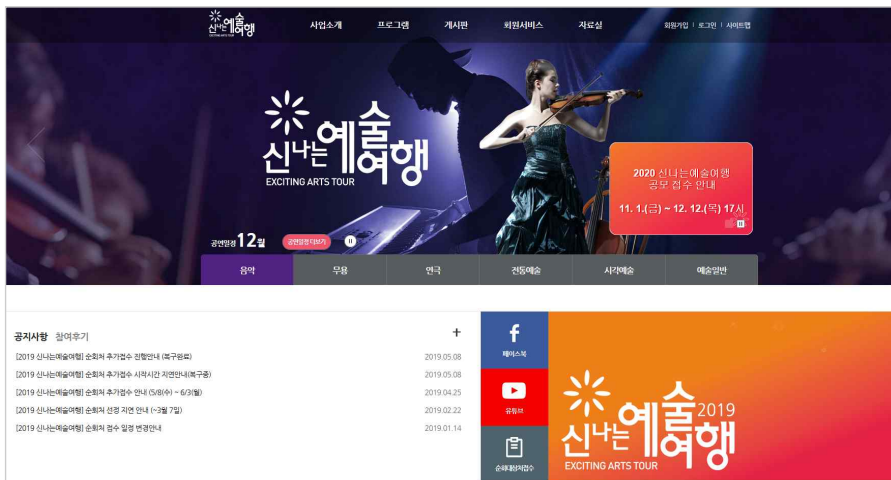 신나는예술여행
EXCITING ARTS TOUR
사업소개 프로그램 게시판 회원서비스 자료실
회원가입 로그인 사이트맵
신나는예술여행
EXCITING ARTS TOUR
2020 신나는예술여행
공모 접수 안내
11. 1.(금) ~ 12. 12.(목) 17시
공연일정 12월 공연일정 더보기
음악 무용 연극 전통예술 시각예술 예술일반
공지사항 참여후기 +
[2019 신나는예술여행] 순회처 추가접수 진행안내 (복구완료) 2019.05.08
[2019 신나는예술여행] 순회처 추가접수 시작시간 지연안내(복구중) 2019.05.08
[2019 신나는예술여행] 순회처 추가접수 안내 (5/8(수) ~ 6/3(월) 2019.04.25
[2019 신나는예술여행] 순회처 선정 지연 안내 (~3월 7일) 2019.02.22
[2019 신나는예술여행] 순회처 접수 일정 변경안내 2019.01.14
페이스북
유튜브
순회대상처접수
신나는예술여행 2019
EXCITING ARTS TOUR